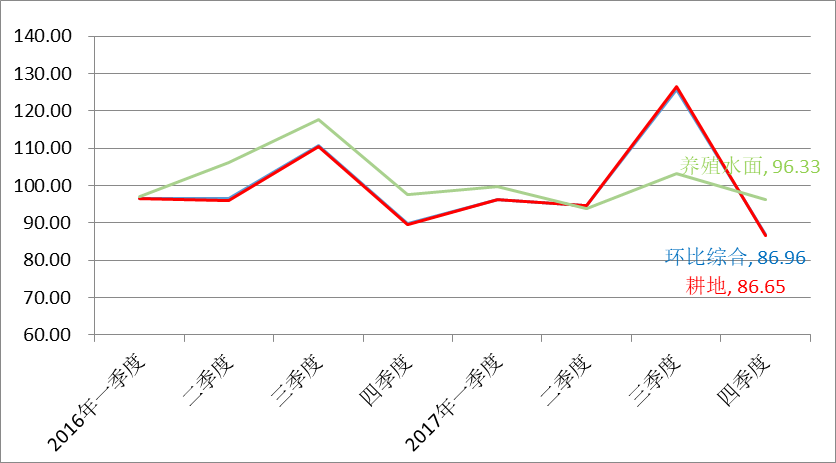 140.00
130.00
120.00
110.00
100.00
90.00
80.00
70.00
60.00
养殖水面, 96.33
环比综合, 86.96
耕地, 86.65
2016年一季度
二季度
三季度
四季度
2017年一季度
二季度
三季度
四季度